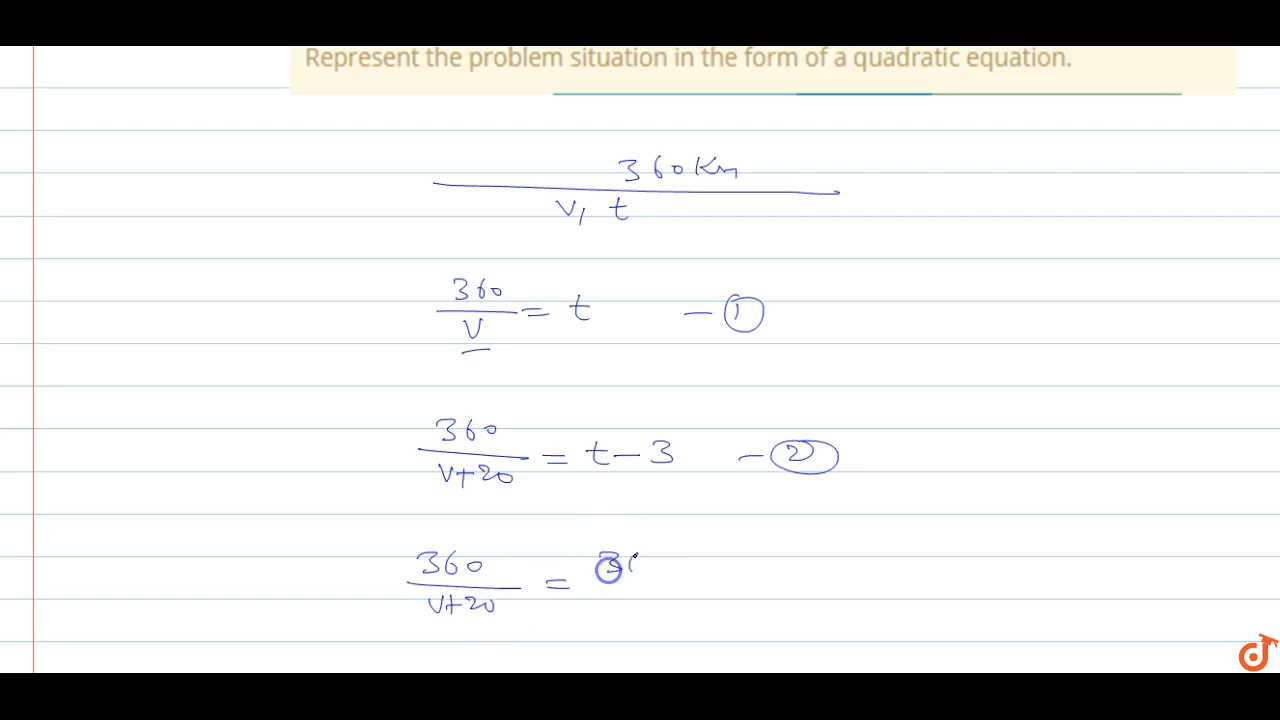 Represent the problem situation in the form of a quadratic equation.
360 Km
v, t
360/v = t — ①
360/v+20 = t − 3 — ②
360/v+20 = 3